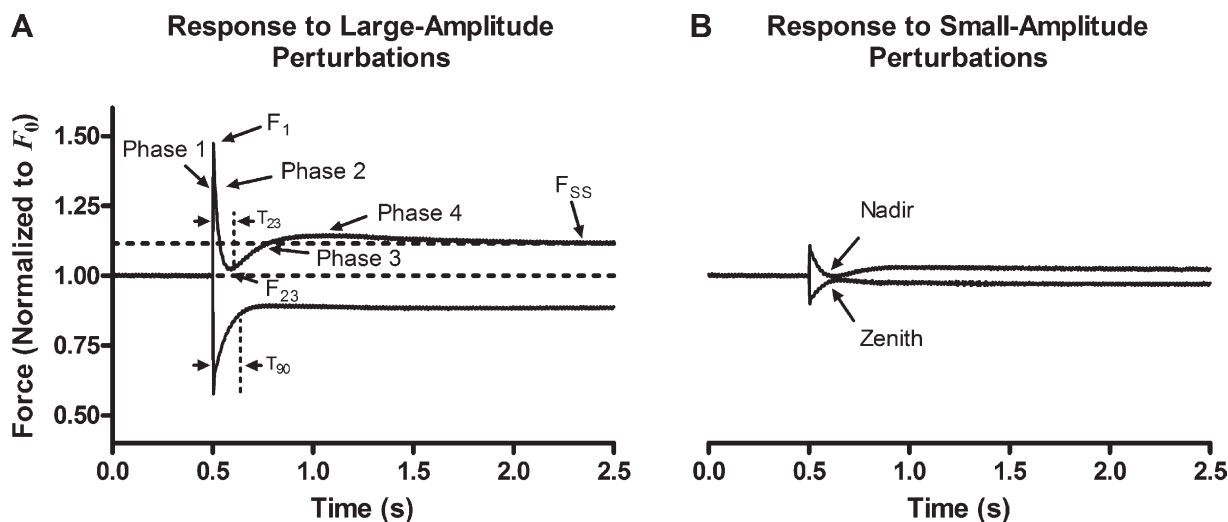 A
Response to Large-Amplitude
Perturbations
Force (Normalized to F0)
1.50
1.25
1.00
0.75
0.50
F1
Phase 1
Phase 2
T23
Phase 4
FSS
Phase 3
F23
T90
0.0
0.5
1.0
1.5
2.0
2.5
Time (s)
B
Response to Small-Amplitude
Perturbations
Nadir
Zenith
0.0
0.5
1.0
1.5
2.0
2.5
Time (s)